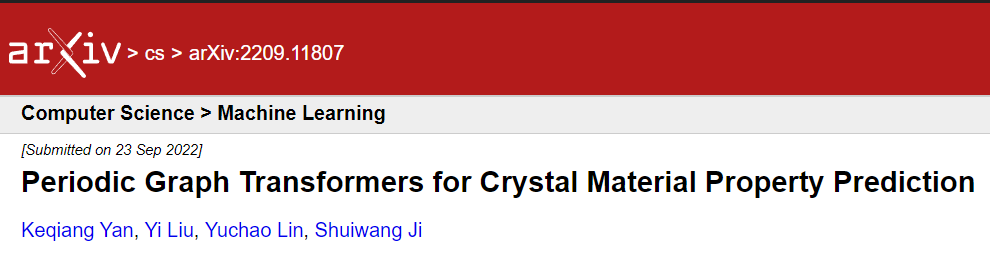 arXiv > cs > arXiv:2209.11807
Computer Science > Machine Learning
[Submitted on 23 Sep 2022]
Periodic Graph Transformers for Crystal Material Property Prediction
Keqiang Yan, Yi Liu, Yuchao Lin, Shuiwang Ji